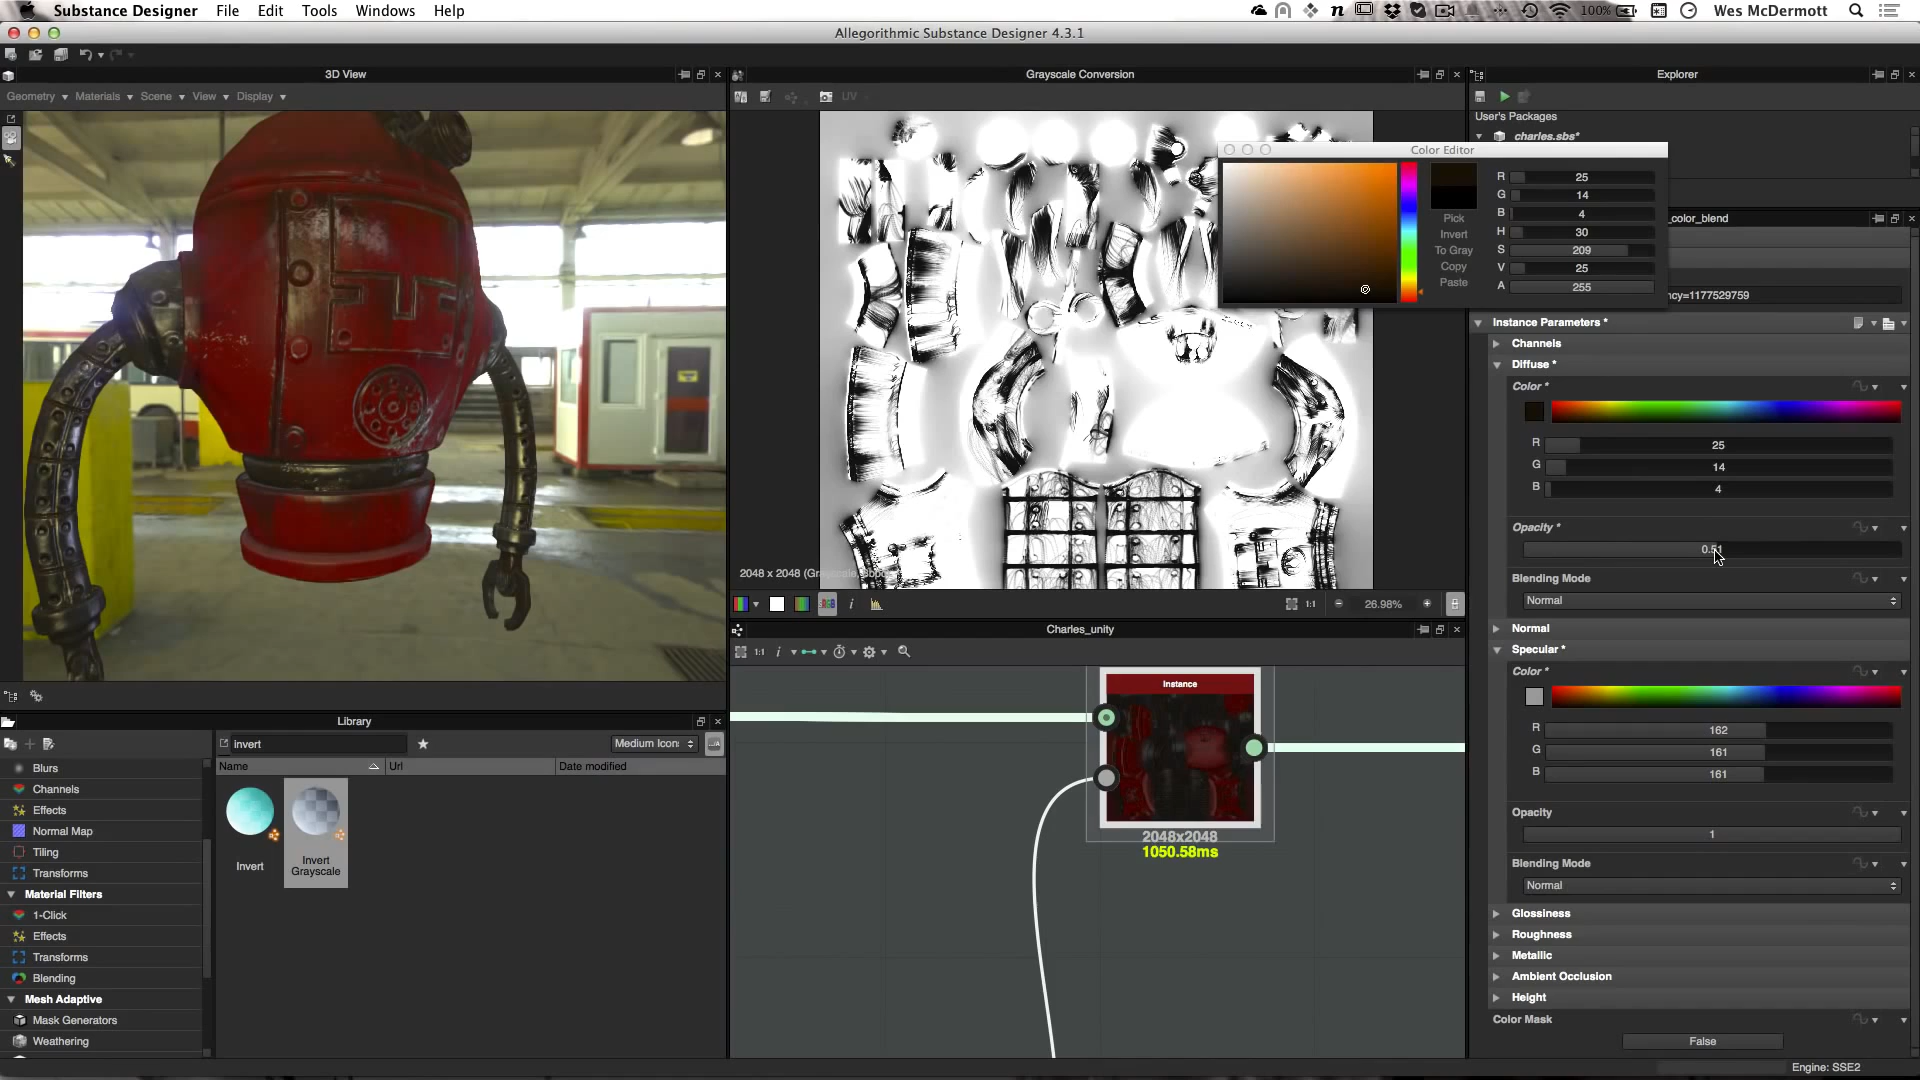 Substance Designer File Edit Tools Windows Help
100% Wes McDermott
Allegorithmic Substance Designer 4.3.1
3D View
Geometry Materials Scene View Display
Grayscale Conversion
UV
2048 x 2048 (Grayscale,
1:1 26.98%
Explorer
User's Packages
charles.sbs*
Color Editor
R 25
G 14
B 4
H 30
S 209
V 25
A 255
Pick
Invert
To Gray
Copy
Paste
_color_blend
ncy=1177529759
Instance Parameters *
Channels
Diffuse *
Color *
R 25
G 14
B 4
Opacity *
0.51
Blending Mode
Normal
Normal
Specular *
Color *
R 162
G 161
B 161
Opacity
1
Blending Mode
Normal
Glossiness
Roughness
Metallic
Ambient Occlusion
Height
Color Mask
False
Engine: SSE2
Charles_unity
1:1
Instance
2048x2048
1050.58ms
Library
invert
Medium Icons
Name Url Date modified
Invert
Invert
Grayscale
Blurs
Channels
Effects
Normal Map
Tiling
Transforms
Material Filters
1-Click
Effects
Transforms
Blending
Mesh Adaptive
Mask Generators
Weathering